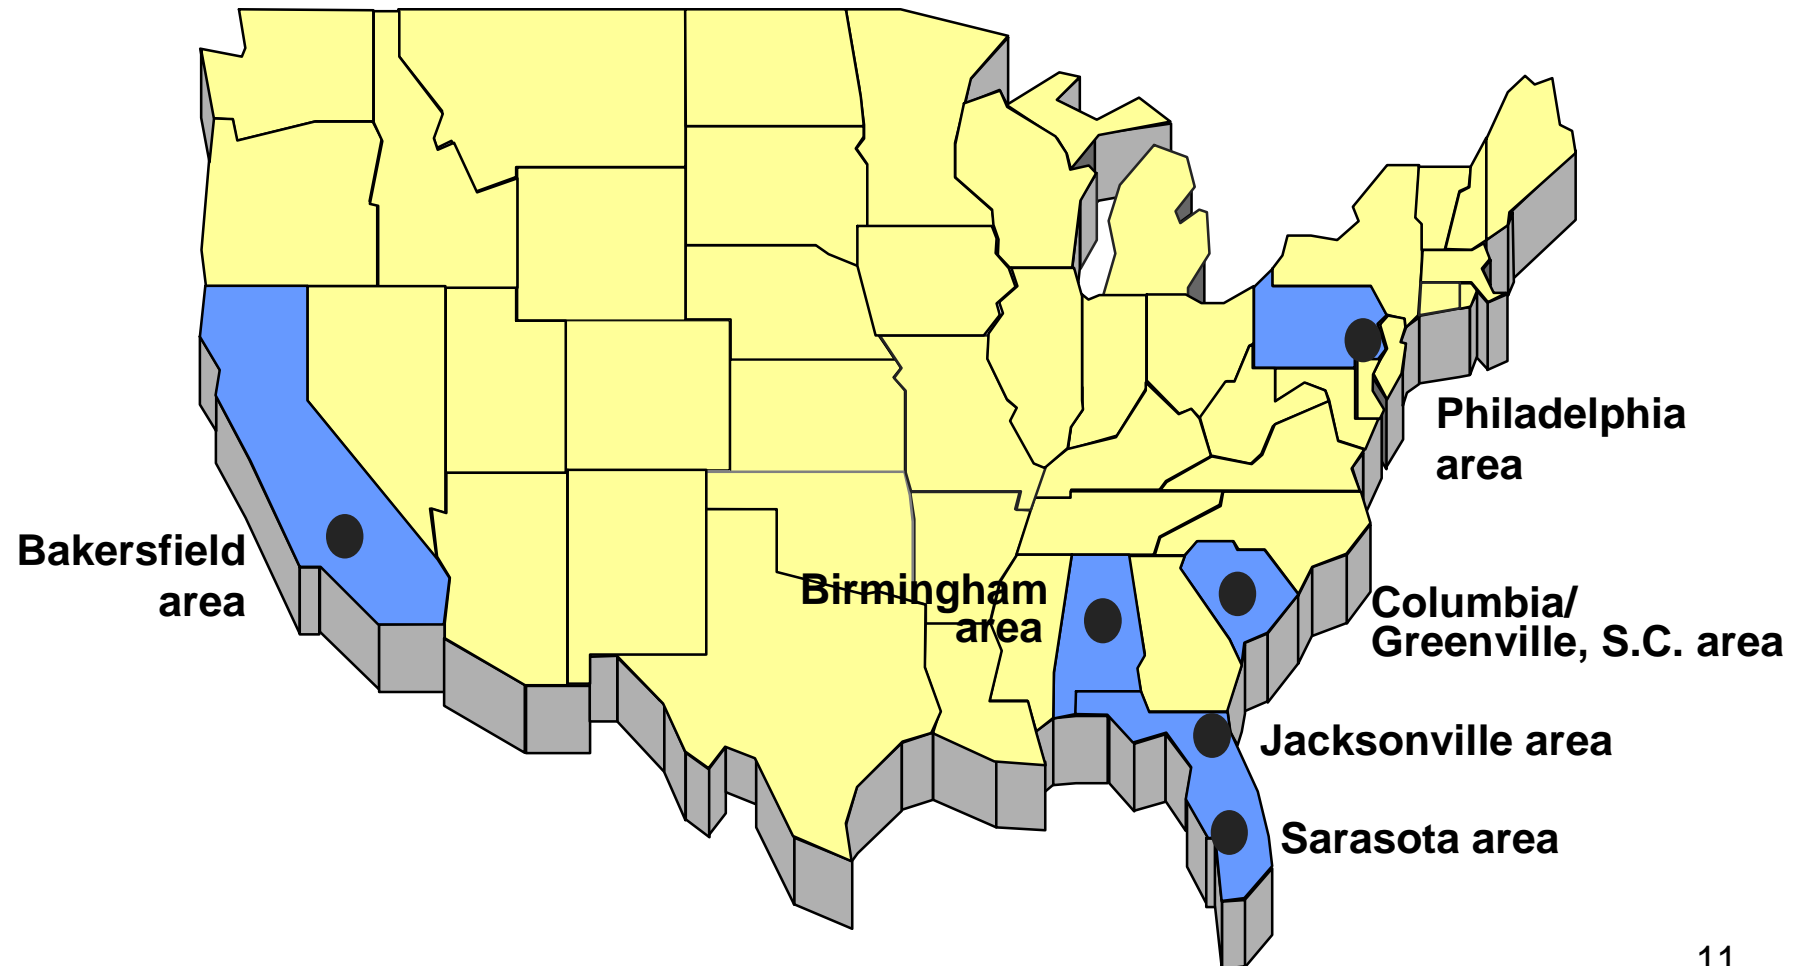 Philadelphia
area
Bakersfield
area
Birmingham
area
Columbia/
Greenville, S.C. area
Jacksonville area
Sarasota area
11